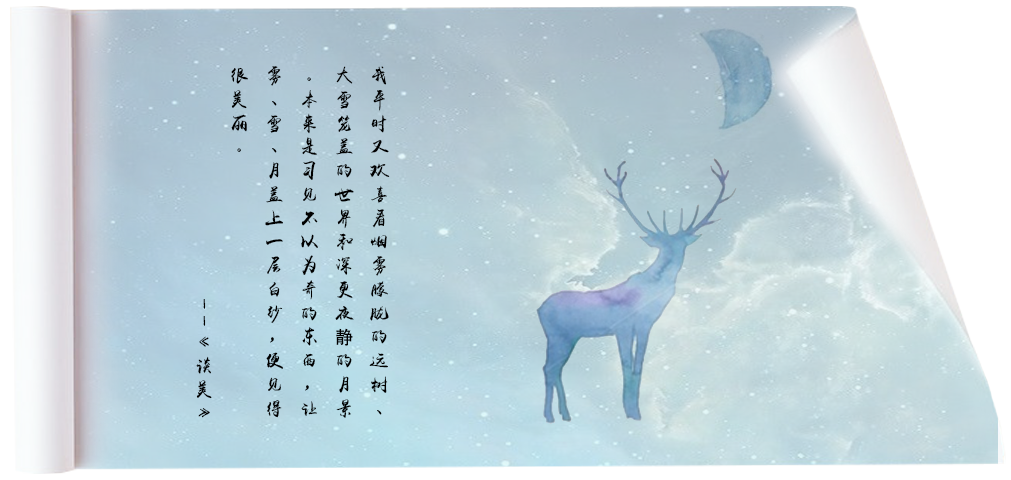 我平时又欢喜看烟雾朦胧的远树、
大雪笼盖的世界和深更夜静的月景
。本来是习见不以为奇的东西，让
雾、雪、月盖上一层白纱，便见得
很美丽。
——《谈美》